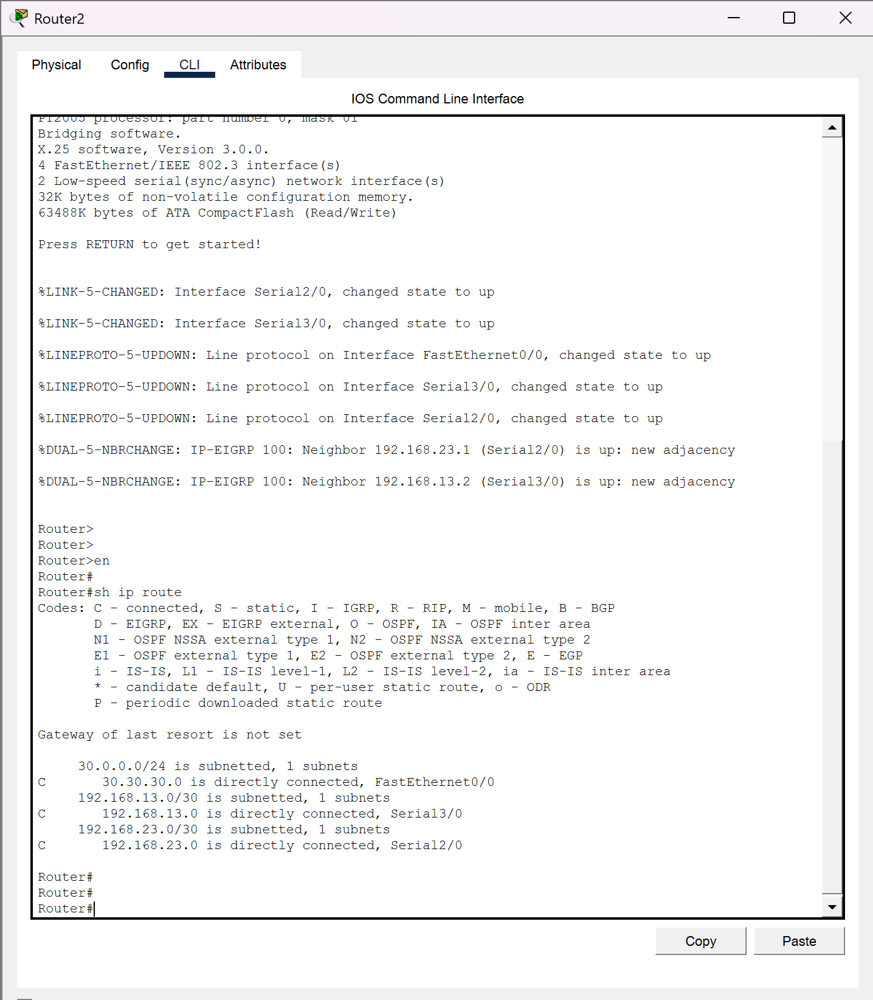 Router2
Physical Config CLI Attributes
IOS Command Line Interface
PT2005 processor: part number 0, mask 01
Bridging software.
X.25 software, Version 3.0.0.
4 FastEthernet/IEEE 802.3 interface(s)
2 Low-speed serial(sync/async) network interface(s)
32K bytes of non-volatile configuration memory.
63488K bytes of ATA CompactFlash (Read/Write)
Press RETURN to get started!
%LINK-5-CHANGED: Interface Serial2/0, changed state to up
%LINK-5-CHANGED: Interface Serial3/0, changed state to up
%LINEPROTO-5-UPDOWN: Line protocol on Interface FastEthernet0/0, changed state to up
%LINEPROTO-5-UPDOWN: Line protocol on Interface Serial3/0, changed state to up
%LINEPROTO-5-UPDOWN: Line protocol on Interface Serial2/0, changed state to up
%DUAL-5-NBRCHANGE: IP-EIGRP 100: Neighbor 192.168.23.1 (Serial2/0) is up: new adjacency
%DUAL-5-NBRCHANGE: IP-EIGRP 100: Neighbor 192.168.13.2 (Serial3/0) is up: new adjacency
Router>
Router>
Router>en
Router#
Router#sh ip route
Codes: C - connected, S - static, I - IGRP, R - RIP, M - mobile, B - BGP
D - EIGRP, EX - EIGRP external, O - OSPF, IA - OSPF inter area
N1 - OSPF NSSA external type 1, N2 - OSPF NSSA external type 2
E1 - OSPF external type 1, E2 - OSPF external type 2, E - EGP
i - IS-IS, L1 - IS-IS level-1, L2 - IS-IS level-2, ia - IS-IS inter area
* - candidate default, U - per-user static route, o - ODR
P - periodic downloaded static route
Gateway of last resort is not set
30.0.0.0/24 is subnetted, 1 subnets
C 30.30.30.0 is directly connected, FastEthernet0/0
192.168.13.0/30 is subnetted, 1 subnets
C 192.168.13.0 is directly connected, Serial3/0
192.168.23.0/30 is subnetted, 1 subnets
C 192.168.23.0 is directly connected, Serial2/0
Router#
Router#
Router#
Copy Paste